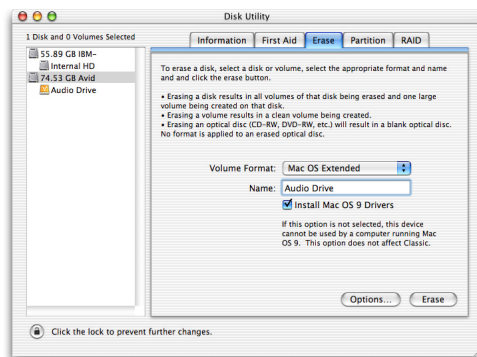 Disk Utility
1 Disk and 0 Volumes Selected
55.89 GB IBM-
Internal HD
74.53 GB Avid
Audio Drive
Information First Aid Erase Partition RAID
To erase a disk, select a disk or volume, select the appropriate format and name
and and click the erase button.
• Erasing a disk results in all volumes of that disk being erased and one large
volume being created on that disk.
• Erasing a volume results in a clean volume being created.
• Erasing an optical disc (CD-RW, DVD-RW, etc.) will result in a blank optical disc.
No format is applied to an erased optical disc.
Volume Format: Mac OS Extended
Name: Audio Drive
Install Mac OS 9 Drivers
If this option is not selected, this device
cannot be used by a computer running Mac
OS 9. This option does not affect Classic.
Options... Erase
Click the lock to prevent further changes.